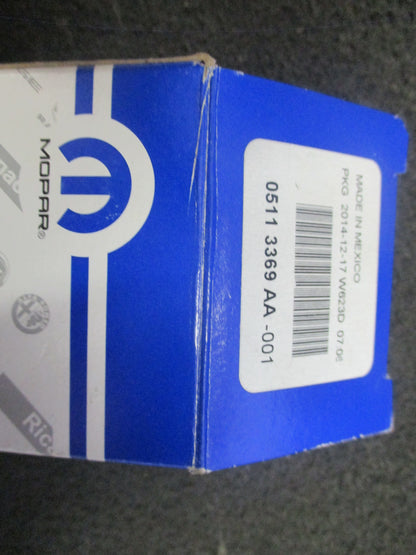 MADE IN MEXICO
PKG 2014-12-17 W623D 07:06
0511 3369 AA -001
MOPAR®